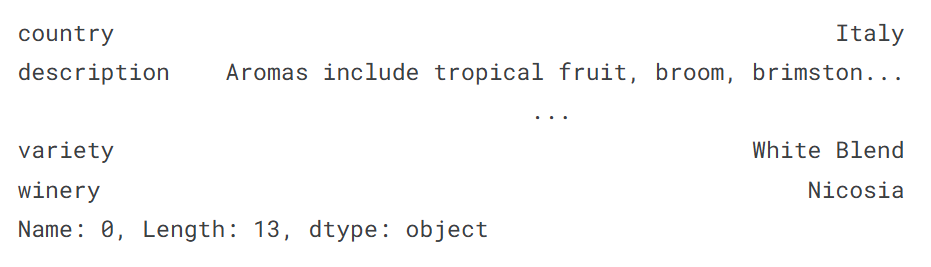 country Italy
description Aromas include tropical fruit, broom, brimston...
...
variety White Blend
winery Nicosia
Name: 0, Length: 13, dtype: object